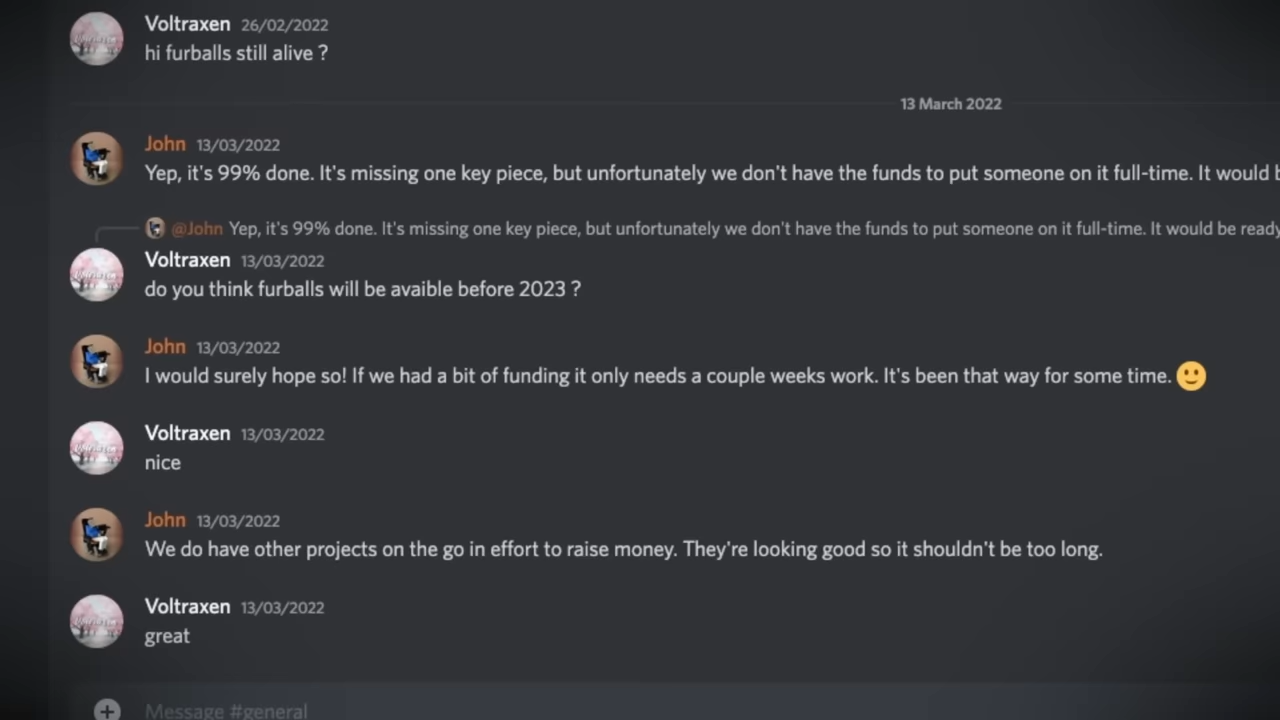 Voltraxen 26/02/2022
hi furballs still alive ?
13 March 2022
John 13/03/2022
Yep, it's 99% done. It's missing one key piece, but unfortunately we don't have the funds to put someone on it full-time. It would
@John Yep, it's 99% done. It's missing one key piece, but unfortunately we don't have the funds to put someone on it full-time. It would be ready
Voltraxen 13/03/2022
do you think furballs will be avaible before 2023 ?
John 13/03/2022
I would surely hope so! If we had a bit of funding it only needs a couple weeks work. It's been that way for some time. 🙂
Voltraxen 13/03/2022
nice
John 13/03/2022
We do have other projects on the go in effort to raise money. They're looking good so it shouldn't be too long.
Voltraxen 13/03/2022
great
Message #general